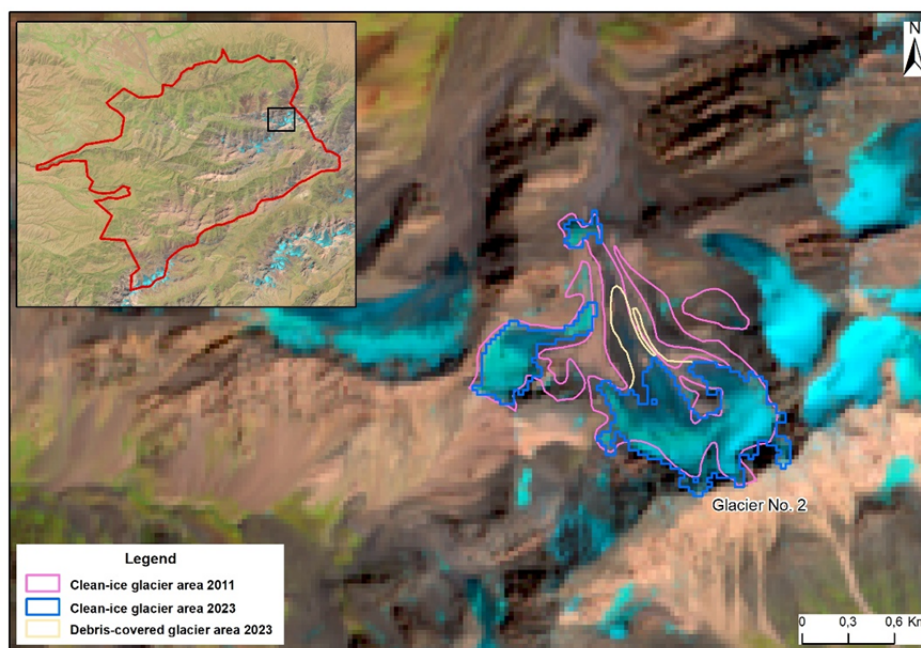 N
Glacier No. 2
Legend
Clean-ice glacier area 2011
Clean-ice glacier area 2023
Debris-covered glacier area 2023
0 0,3 0,6 Km